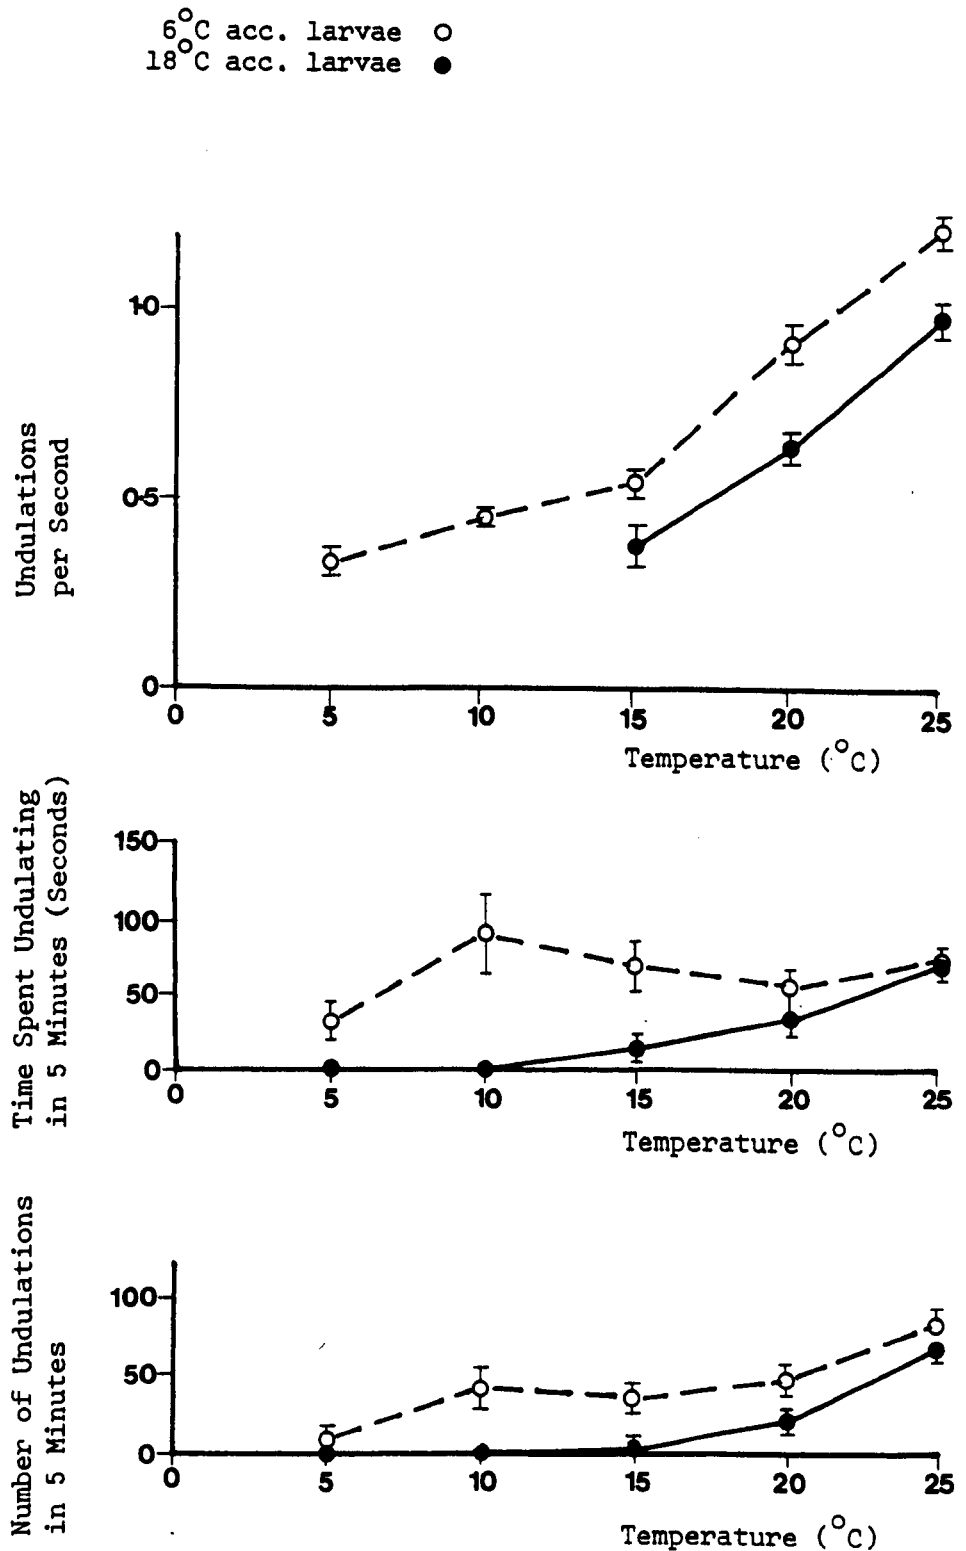 6°C acc. larvae
18°C acc. larvae
Undulations
per Second
1·0
0·5
0
0 5 10 15 20 25
Temperature (°C)
Time Spent Undulating
in 5 Minutes (Seconds)
150
100
50
0
0 5 10 15 20 25
Temperature (°C)
Number of Undulations
in 5 Minutes
100
50
0
0 5 10 15 20 25
Temperature (°C)